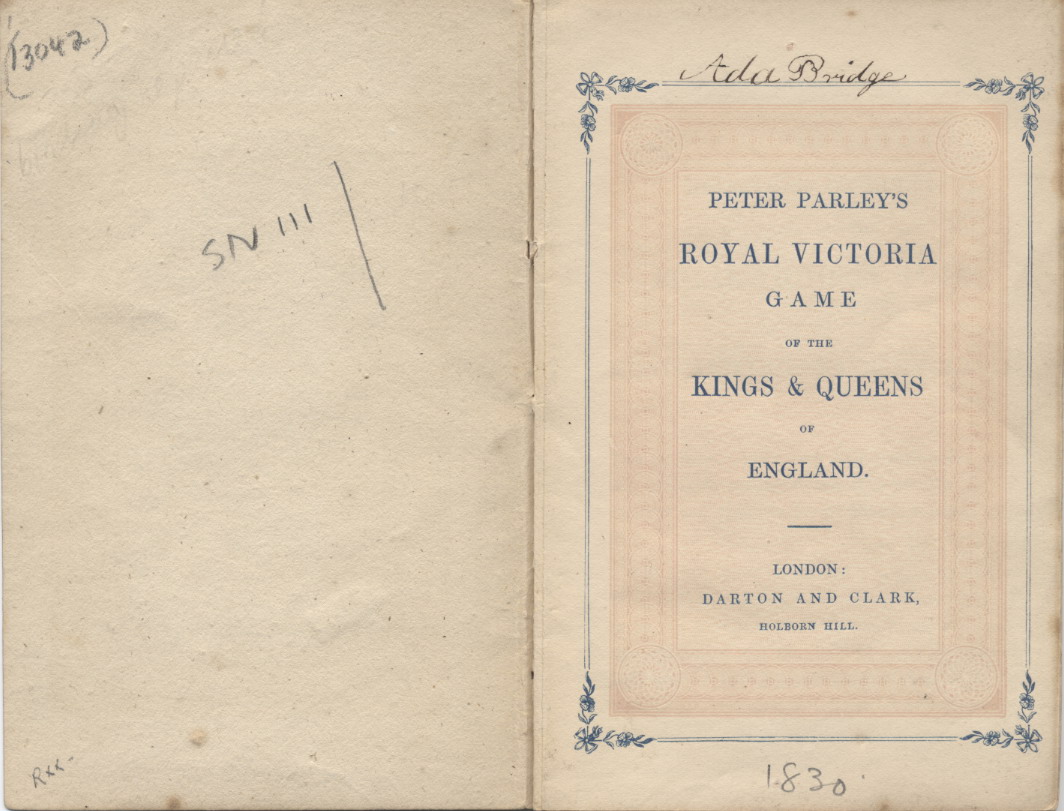 (3042)
SN 111
Rxx-
Ada Bridge
PETER PARLEY'S
ROYAL VICTORIA
GAME
OF THE
KINGS & QUEENS
OF
ENGLAND.
LONDON:
DARTON AND CLARK,
HOLBORN HILL.
1830